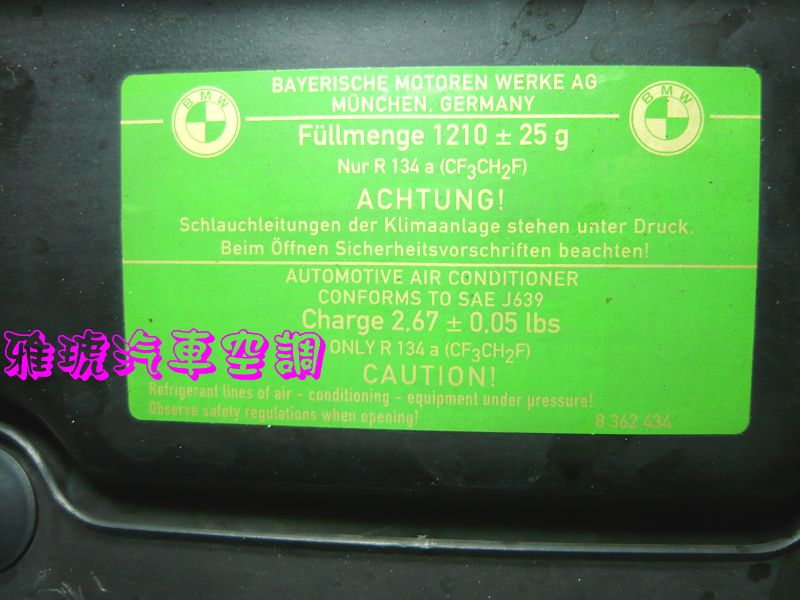 BAYERISCHE MOTOREN WERKE AG
MÜNCHEN, GERMANY
BMW
BMW
Füllmenge 1210 ± 25 g
Nur R 134 a (CF3CH2F)
ACHTUNG!
Schlauchleitungen der Klimaanlage stehen unter Druck.
Beim Öffnen Sicherheitsvorschriften beachten!
AUTOMOTIVE AIR CONDITIONER
CONFORMS TO SAE J639
Charge 2,67 ± 0,05 lbs
ONLY R 134 a (CF3CH2F)
雅琥汽車空調
CAUTION!
Refrigerant lines of air - conditioning - equipment under pressure!
Observe safety regulations when opening!
8 362 434